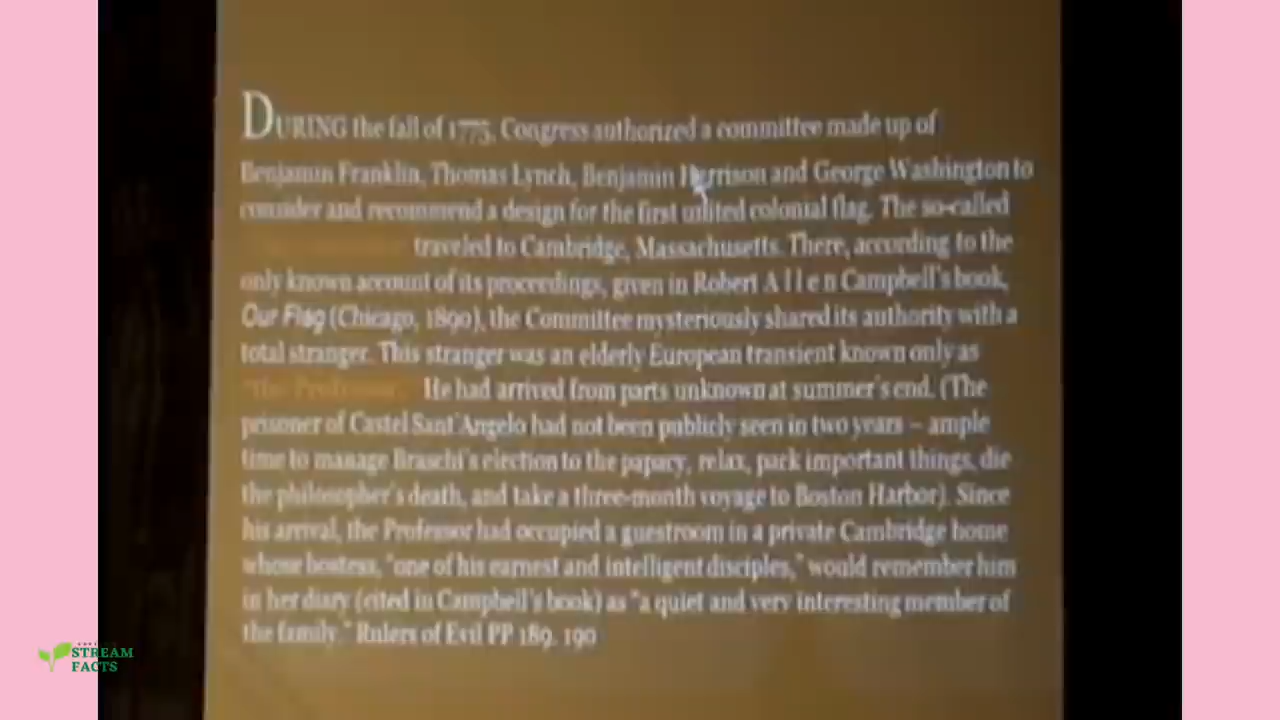 DURING the fall of 1775, Congress authorized a committee made up of
Benjamin Franklin, Thomas Lynch, Benjamin Harrison and George Washington to
consider and recommend a design for the first united colonial flag. The so-called
traveled to Cambridge, Massachusetts. There, according to the
only known account of its proceedings, given in Robert A l l e n Campbell's book,
Our Flag (Chicago, 1890), the Committee mysteriously shared its authority with a
total stranger. This stranger was an elderly European transient known only as
"the Professor". He had arrived from parts unknown at summer's end. (The
prisoner of Castel Sant'Angelo had not been publicly seen in two years – ample
time to manage Braschi's election to the papacy, relax, pack important things, die
the philosopher's death, and take a three-month voyage to Boston Harbor). Since
his arrival, the Professor had occupied a guestroom in a private Cambridge home
whose hostess, "one of his earnest and intelligent disciples," would remember him
in her diary (cited in Campbell's book) as "a quiet and very interesting member of
the family." Rulers of Evil PP 189. 190
STREAM
FACTS